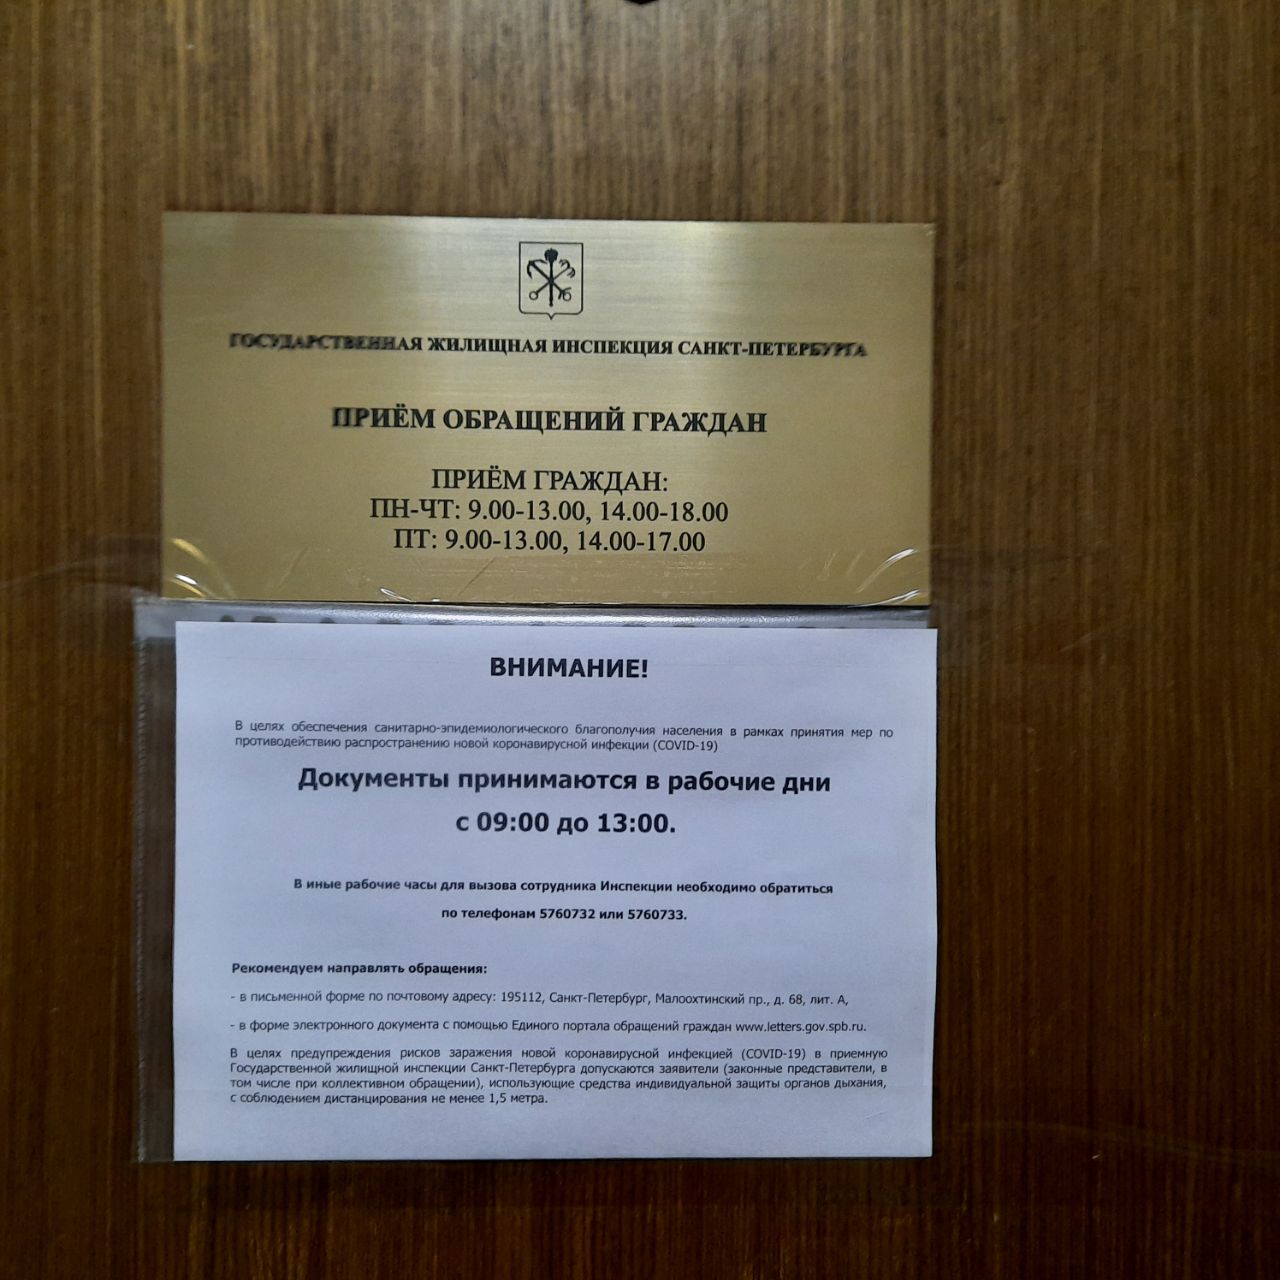 ГОСУДАРСТВЕННАЯ ЖИЛИЩНАЯ ИНСПЕКЦИЯ САНКТ-ПЕТЕРБУРГА
ПРИЁМ ОБРАЩЕНИЙ ГРАЖДАН
ПРИЁМ ГРАЖДАН:
ПН-ЧТ: 9.00-13.00, 14.00-18.00
ПТ: 9.00-13.00, 14.00-17.00
ВНИМАНИЕ!
В целях обеспечения санитарно-эпидемиологического благополучия населения в рамках принятия мер по
противодействию распространению новой коронавирусной инфекции (COVID-19)
Документы принимаются в рабочие дни
с 09:00 до 13:00.
В иные рабочие часы для вызова сотрудника Инспекции необходимо обратиться
по телефонам 5760732 или 5760733.
Рекомендуем направлять обращения:
- в письменной форме по почтовому адресу: 195112, Санкт-Петербург, Малоохтинский пр., д. 68, лит. А,
- в форме электронного документа с помощью Единого портала обращений граждан www.letters.gov.spb.ru.
В целях предупреждения рисков заражения новой коронавирусной инфекцией (COVID-19) в приемную
Государственной жилищной инспекции Санкт-Петербурга допускаются заявители (законные представители, в
том числе при коллективном обращении), использующие средства индивидуальной защиты органов дыхания,
с соблюдением дистанцирования не менее 1,5 метра.